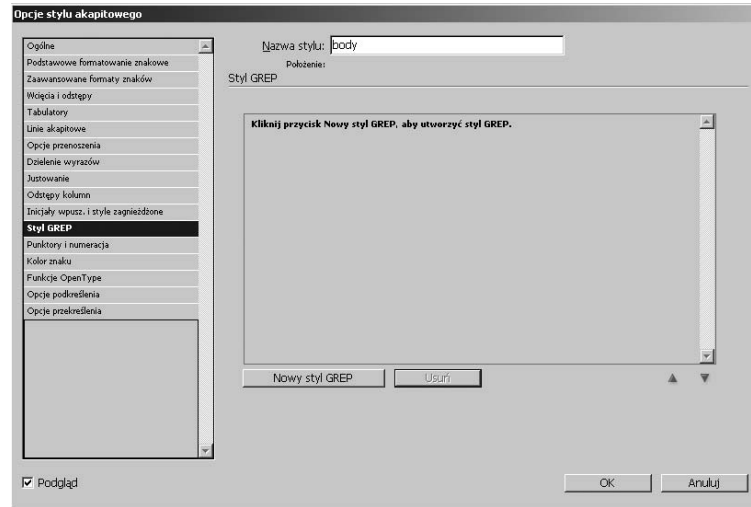 Opcje stylu akapitowego
Ogólne
Podstawowe formatowanie znakowe
Zaawansowane formaty znaków
Wcięcia i odstępy
Tabulatory
Linie akapitowe
Opcje przenoszenia
Dzielenie wyrazów
Justowanie
Odstępy kolumn
Inicjały wpusz. i style zagnieżdżone
Styl GREP
Punktory i numeracja
Kolor znaku
Funkcje OpenType
Opcje podkreślenia
Opcje przekreślenia
Nazwa stylu: body
Położenie:
Styl GREP
Kliknij przycisk Nowy styl GREP, aby utworzyć styl GREP.
Nowy styl GREP Usuń
Podgląd
OK Anuluj